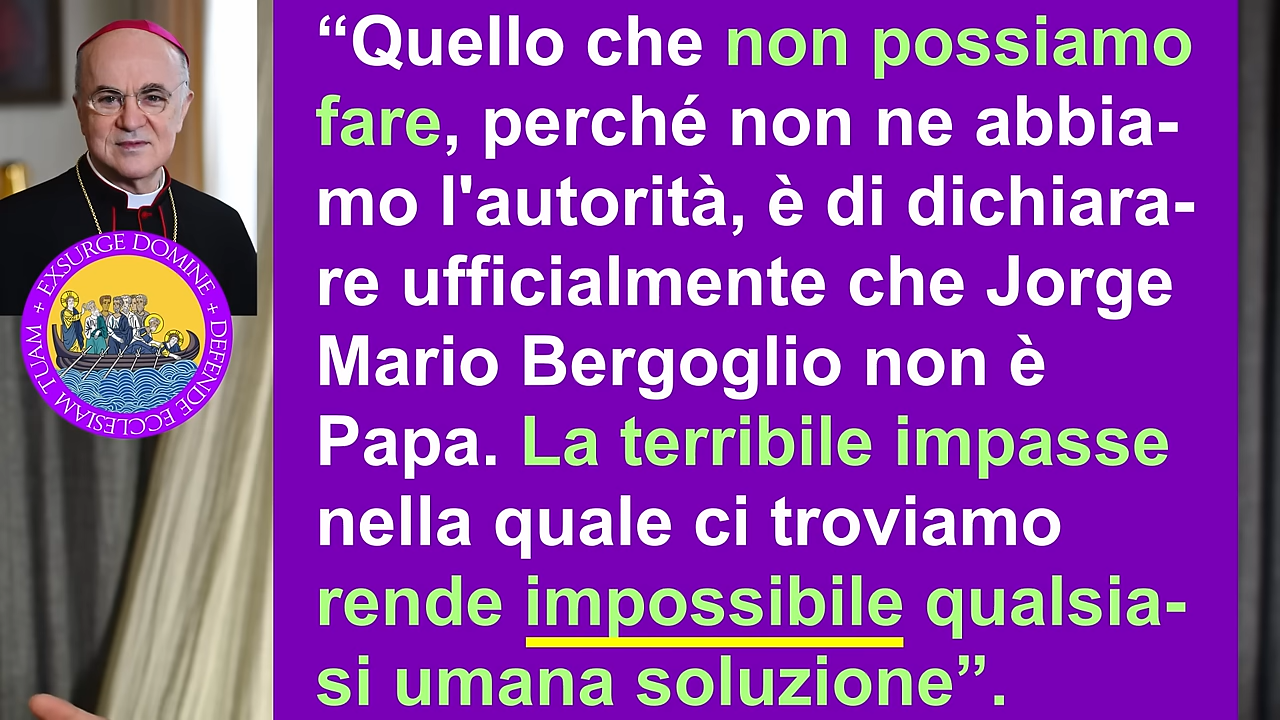 “Quello che non possiamo
fare, perché non ne abbia-
mo l'autorità, è di dichiara-
re ufficialmente che Jorge
Mario Bergoglio non è
Papa. La terribile impasse
nella quale ci troviamo
rende impossibile qualsia-
si umana soluzione”.
+ EXSURGE DOMINE + DEFENDE ECCLESIAM TUAM